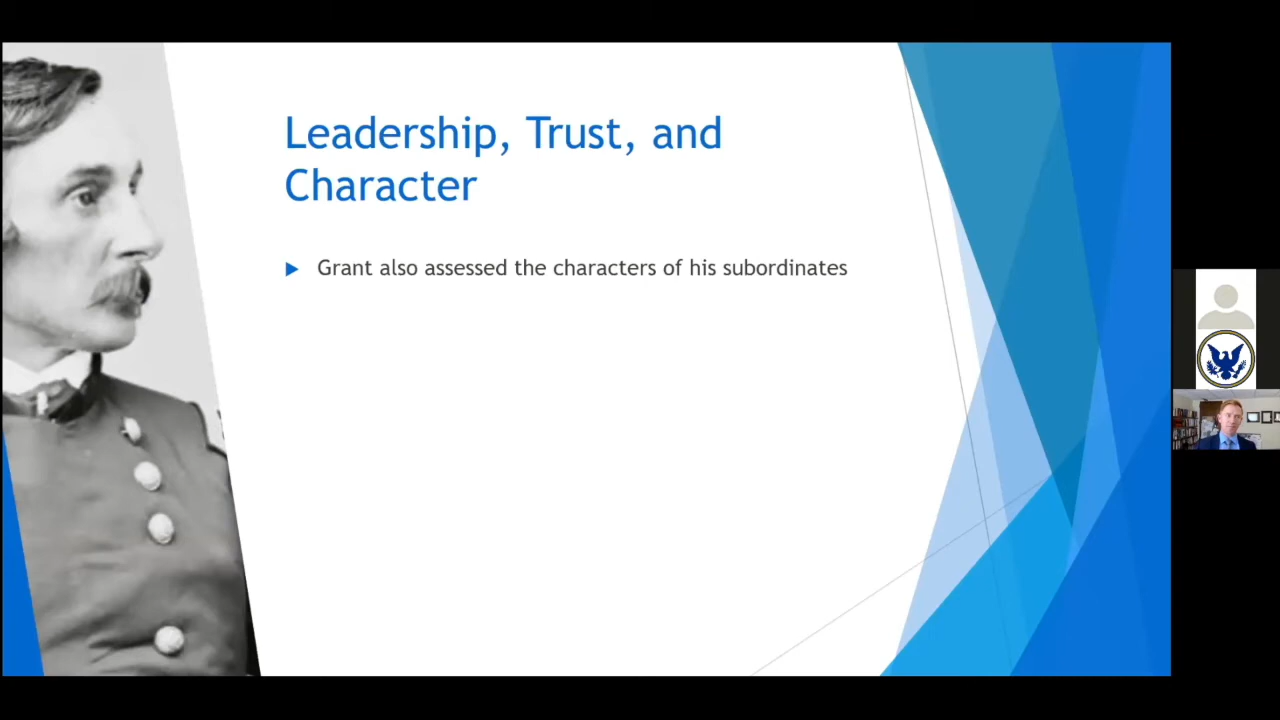 Leadership, Trust, and
Character
Grant also assessed the characters of his subordinates